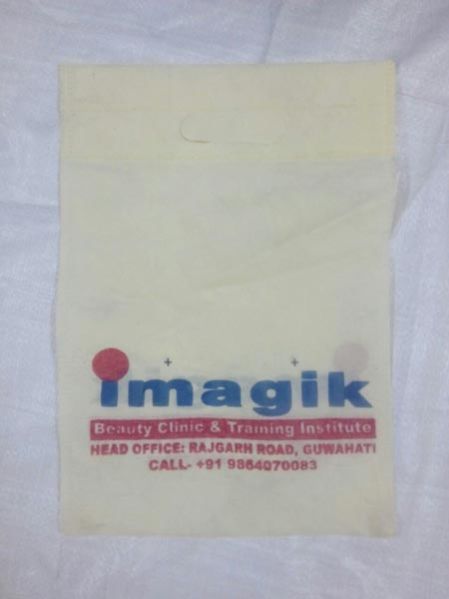 imagik
Beauty Clinic & Training Institute
HEAD OFFICE: RAJGARH ROAD, GUWAHATI
CALL- +91 9864070083